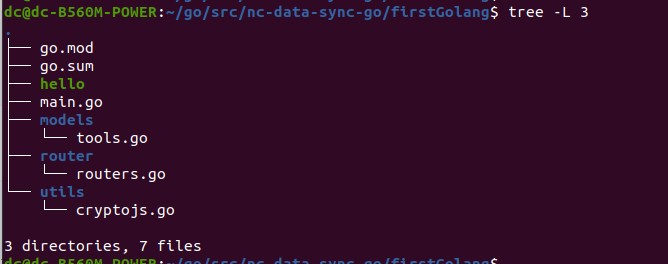 dc@dc-B560M-POWER:~/go/src/nc-data-sync-go/firstGolang$ tree -L 3
.
├── go.mod
├── go.sum
├── hello
├── main.go
├── models
│   └── tools.go
├── router
│   └── routers.go
└── utils
    └── cryptojs.go

3 directories, 7 files
dc@dc-B560M-POWER:~/go/src/nc-data-sync-go/firstGolang$